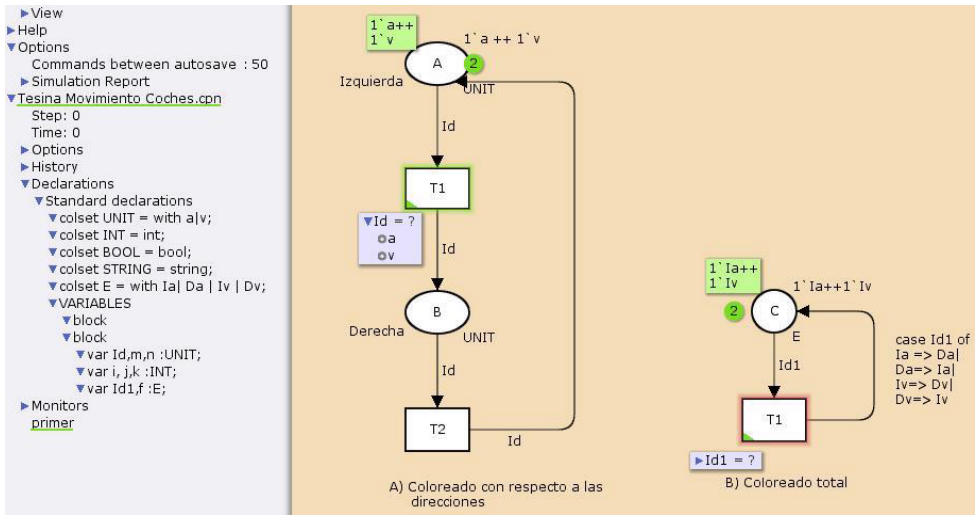 View
Help
Options
Commands between autosave : 50
Simulation Report
Tesina Movimiento Coches.cpn
Step: 0
Time: 0
Options
History
Declarations
Standard declarations
colset UNIT = with a|v;
colset INT = int;
colset BOOL = bool;
colset STRING = string;
colset E = with Ia| Da | Iv | Dv;
VARIABLES
block
block
var Id,m,n :UNIT;
var i, j,k :INT;
var Id1,f :E;
Monitors
primer
1`a++
1`v
1`a ++ 1`v
A
2
Izquierda
UNIT
Id
T1
Id = ?
a
v
Id
B
Derecha
UNIT
Id
T2
Id
A) Coloreado con respecto a las
direcciones
1`Ia++
1`Iv
1`Ia++1`Iv
2
C
E
Id1
case Id1 of
Ia => Da|
Da=> Ia|
Iv=> Dv|
Dv=> Iv
T1
Id1 = ?
B) Coloreado total